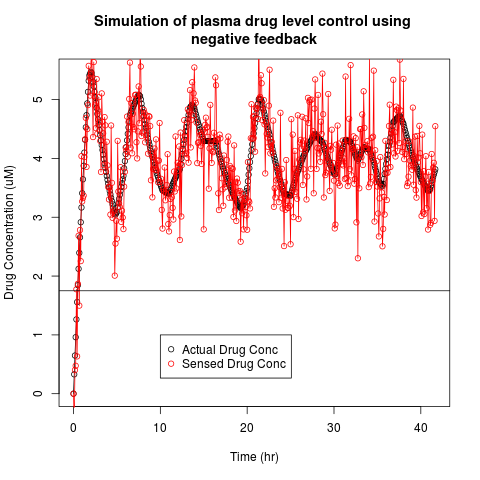 Simulation of plasma drug level control using
negative feedback
Drug Concentration (uM)
5
4
3
2
1
0
Actual Drug Conc
Sensed Drug Conc
0
10
20
30
40
Time (hr)